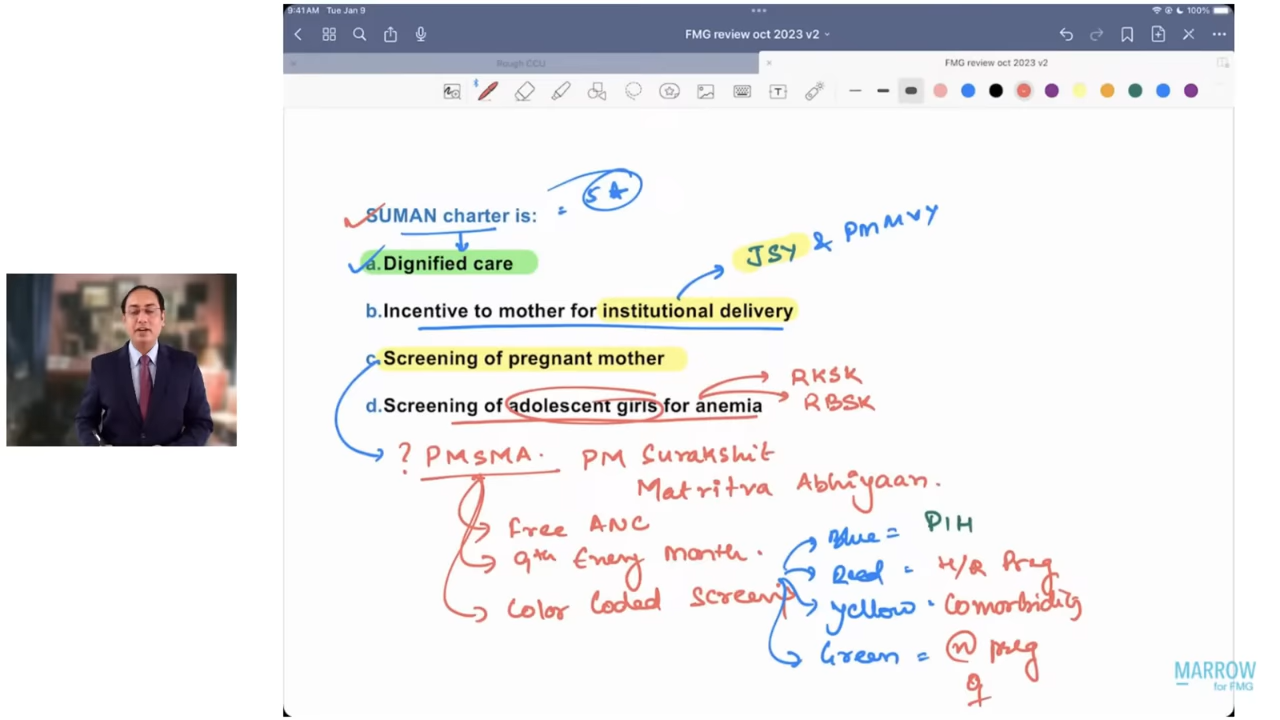 9:41 AM Tue Jan 9
100%
FMG review oct 2023 v2
Rough CCU
FMG review oct 2023 v2
SUMAN charter is: = 5A
a. Dignified care
JSY & PMMVY
b. Incentive to mother for institutional delivery
c. Screening of pregnant mother
d. Screening of adolescent girls for anemia
RKSK
RBSK
? PMSMA. PM Surakshit
Matritva Abhiyaan.
Free ANC
9th Every Month.
Color Coded Screening
Blue = PIH
Red = H/R Preg
Yellow . Comorbidity
Green = n preg
♀
MARROW
for FMG